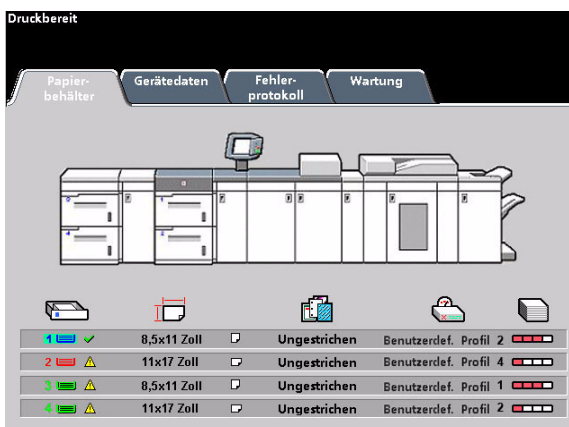 Druckbereit
Papier-
behälter
Gerätedaten
Fehler-
protokoll
Wartung
1 8,5x11 Zoll Ungestrichen Benutzerdef. Profil 2
2 11x17 Zoll Ungestrichen Benutzerdef. Profil 4
3 8,5x11 Zoll Ungestrichen Benutzerdef. Profil 1
4 11x17 Zoll Ungestrichen Benutzerdef. Profil 2